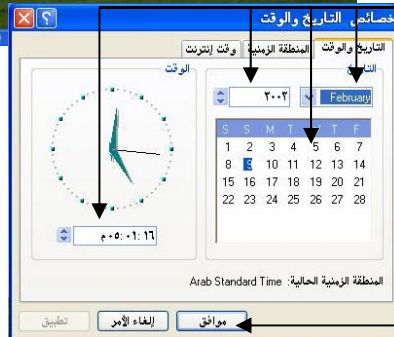 خصائص التاريخ والوقت
التاريخ والوقت
المنطقة الزمنية
وقت إنترنت
التاريخ
الوقت
February
٢٠٠٣
S S M T W T F
1 2 3 4 5 6 7
8 9 10 11 12 13 14
15 16 17 18 19 20 21
22 23 24 25 26 27 28
٠٥:٠١:١٦ م
المنطقة الزمنية الحالية: Arab Standard Time
موافق
إلغاء الأمر
تطبيق